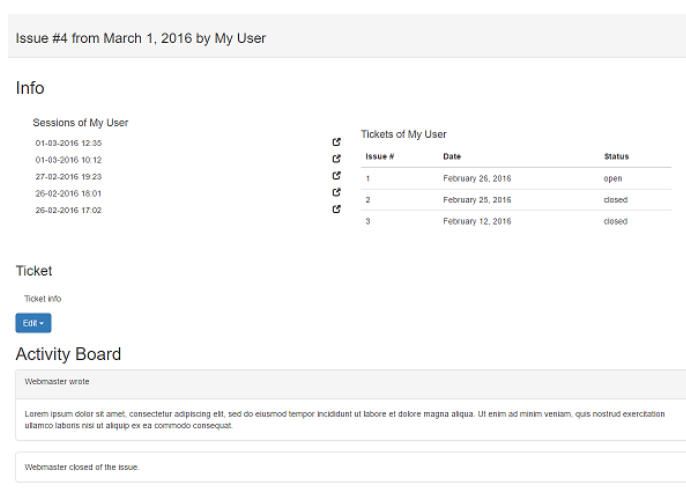 Issue #4 from March 1, 2016 by My User
Info
Sessions of My User
01-03-2016 12:35
01-03-2016 10:12
27-02-2016 19:23
26-02-2016 18:01
26-02-2016 17:02
Tickets of My User
Issue # Date Status
1 February 26, 2016 open
2 February 25, 2016 closed
3 February 12, 2016 closed
Ticket
Ticket info
Edit
Activity Board
Webmaster wrote
Lorem ipsum dolor sit amet, consectetur adipiscing elit, sed do eiusmod tempor incididunt ut labore et dolore magna aliqua. Ut enim ad minim veniam, quis nostrud exercitation
ullamco laboris nisi ut aliquip ex ea commodo consequat.
Webmaster closed of the issue.